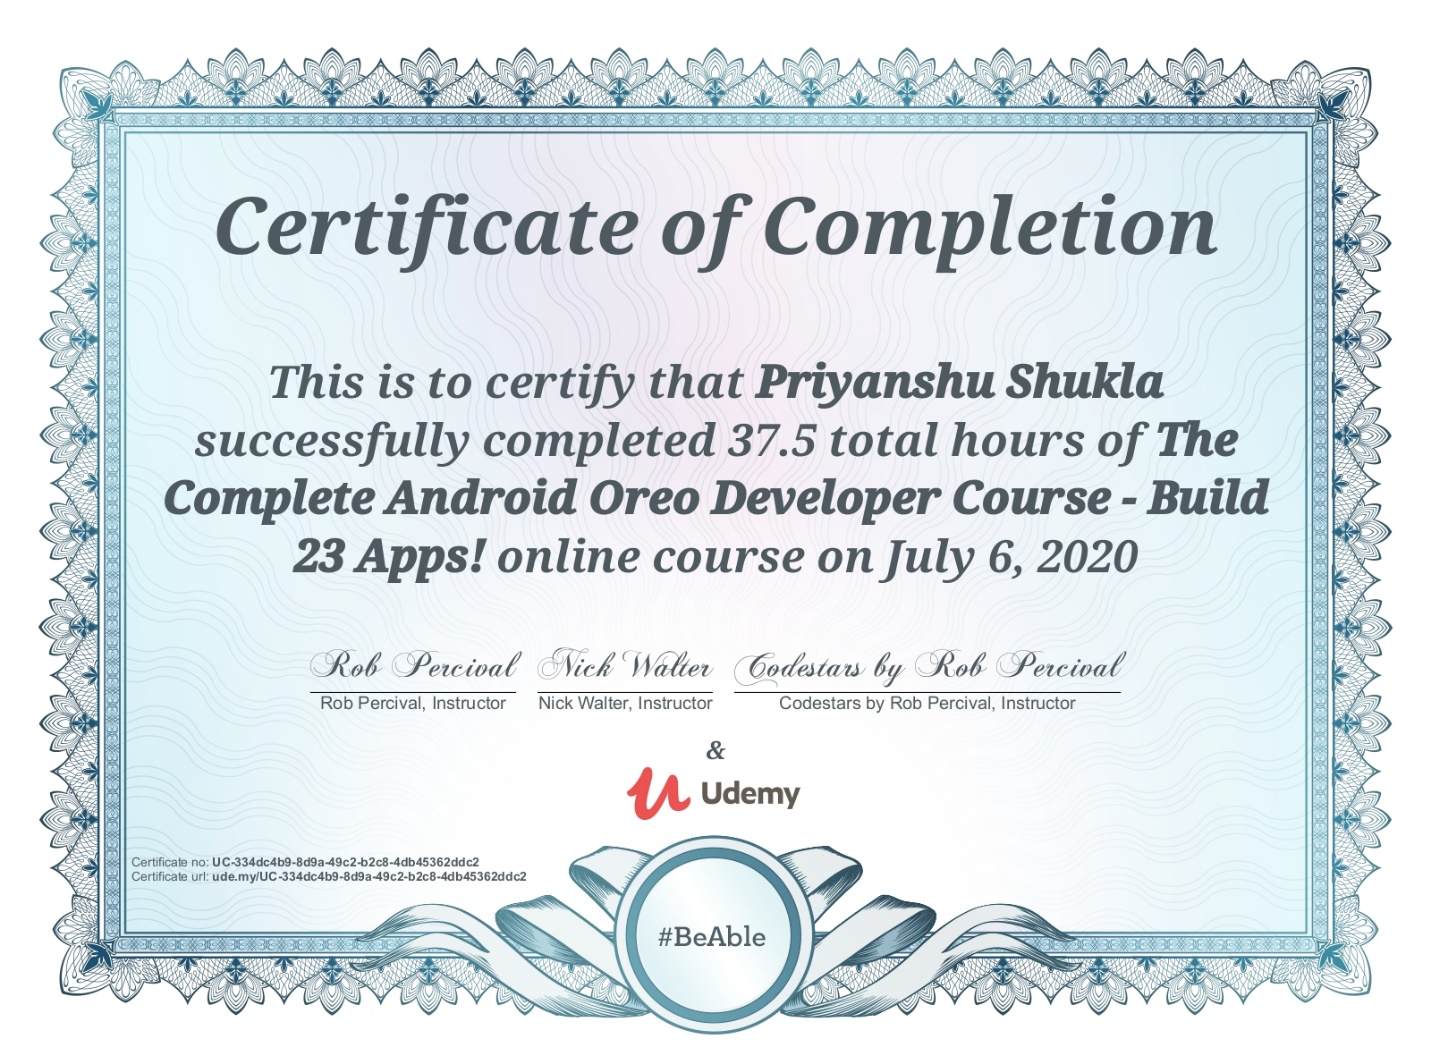 Certificate of Completion
This is to certify that Priyanshu Shukla
successfully completed 37.5 total hours of The
Complete Android Oreo Developer Course - Build
23 Apps! online course on July 6, 2020
Rob Percival Nick Walter Codestars by Rob Percival
Rob Percival, Instructor Nick Walter, Instructor Codestars by Rob Percival, Instructor
&
Udemy
Certificate no: UC-334dc4b9-8d9a-49c2-b2c8-4db45362ddc2
Certificate url: ude.my/UC-334dc4b9-8d9a-49c2-b2c8-4db45362ddc2
#BeAble